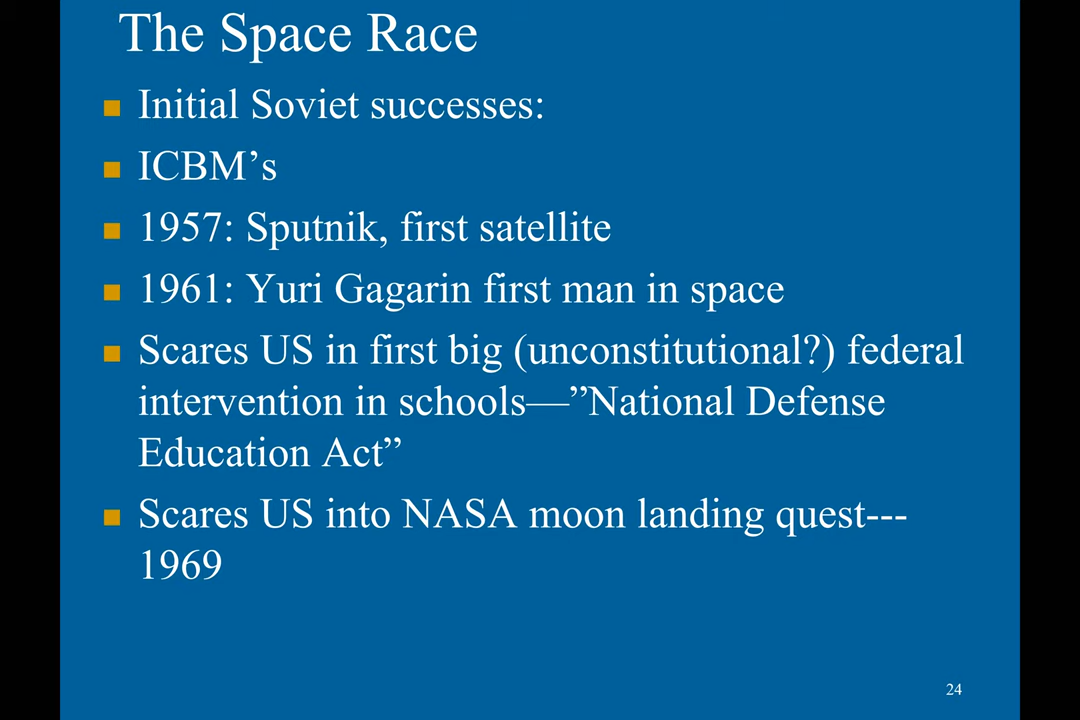 The Space Race
Initial Soviet successes:
ICBM’s
1957: Sputnik, first satellite
1961: Yuri Gagarin first man in space
Scares US in first big (unconstitutional?) federal
intervention in schools—”National Defense
Education Act”
Scares US into NASA moon landing quest---
1969
24